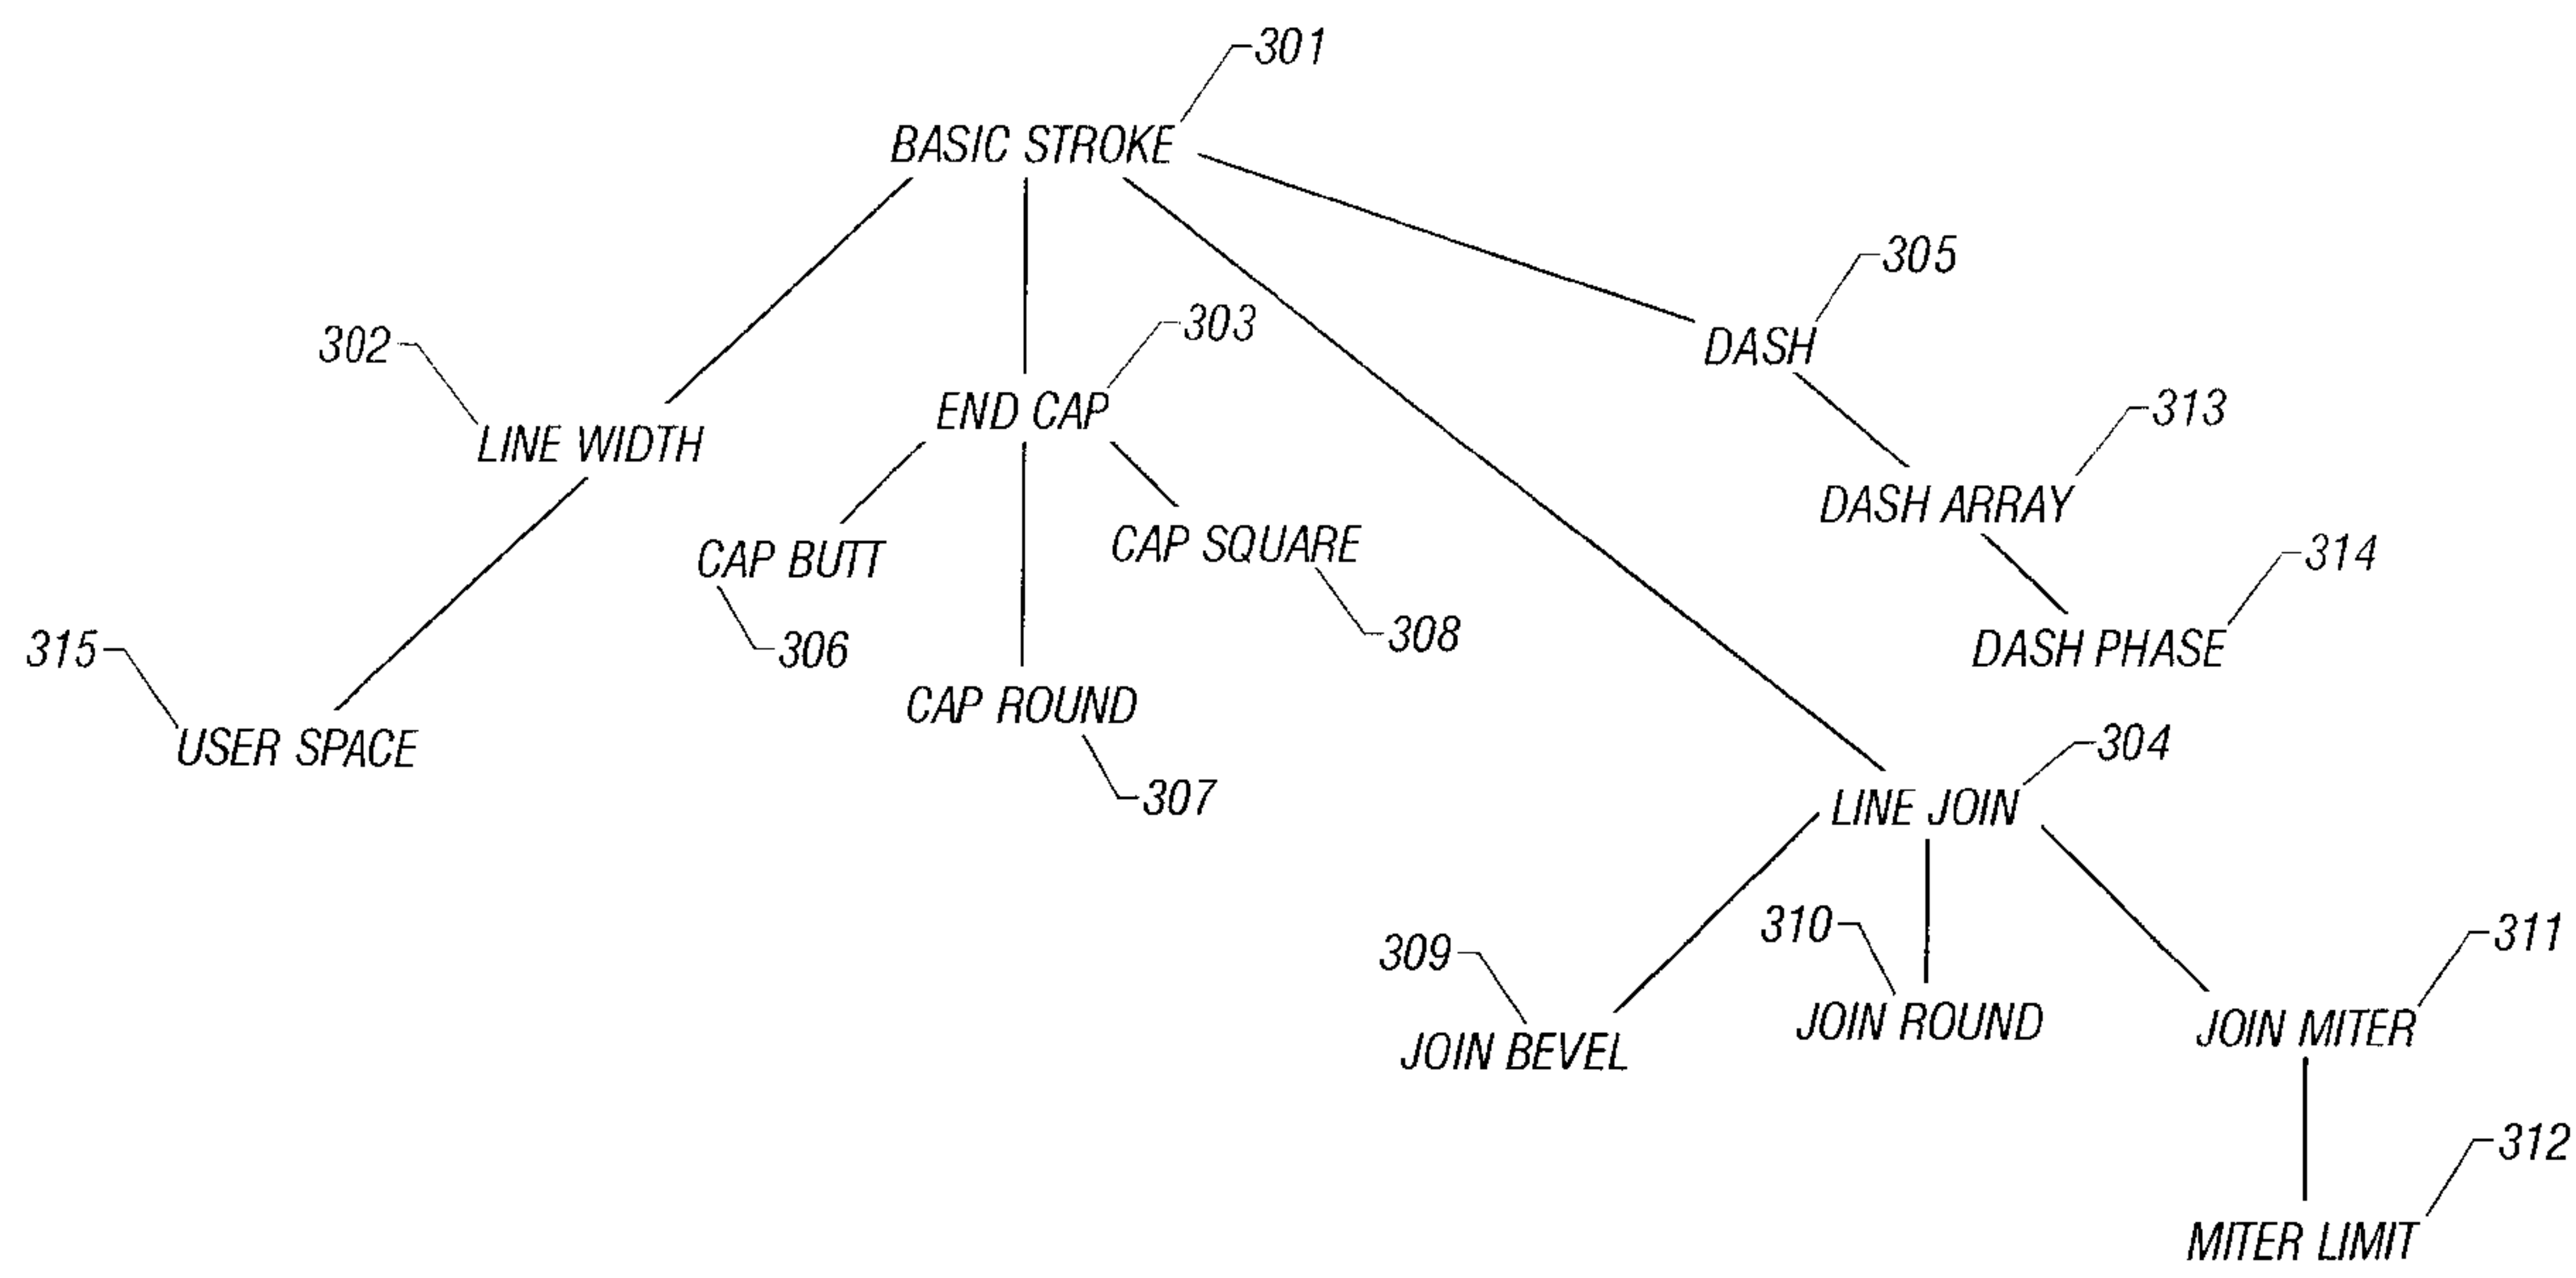 301
BASIC STROKE
305
DASH
303
302
END CAP
313
LINE WIDTH
DASH ARRAY
CAP SQUARE
CAP BUTT
314
308
306
315
DASH PHASE
CAP ROUND
USER SPACE
304
307
LINE JOIN
310
311
309
JOIN ROUND
JOIN MITER
JOIN BEVEL
312
MITER LIMIT